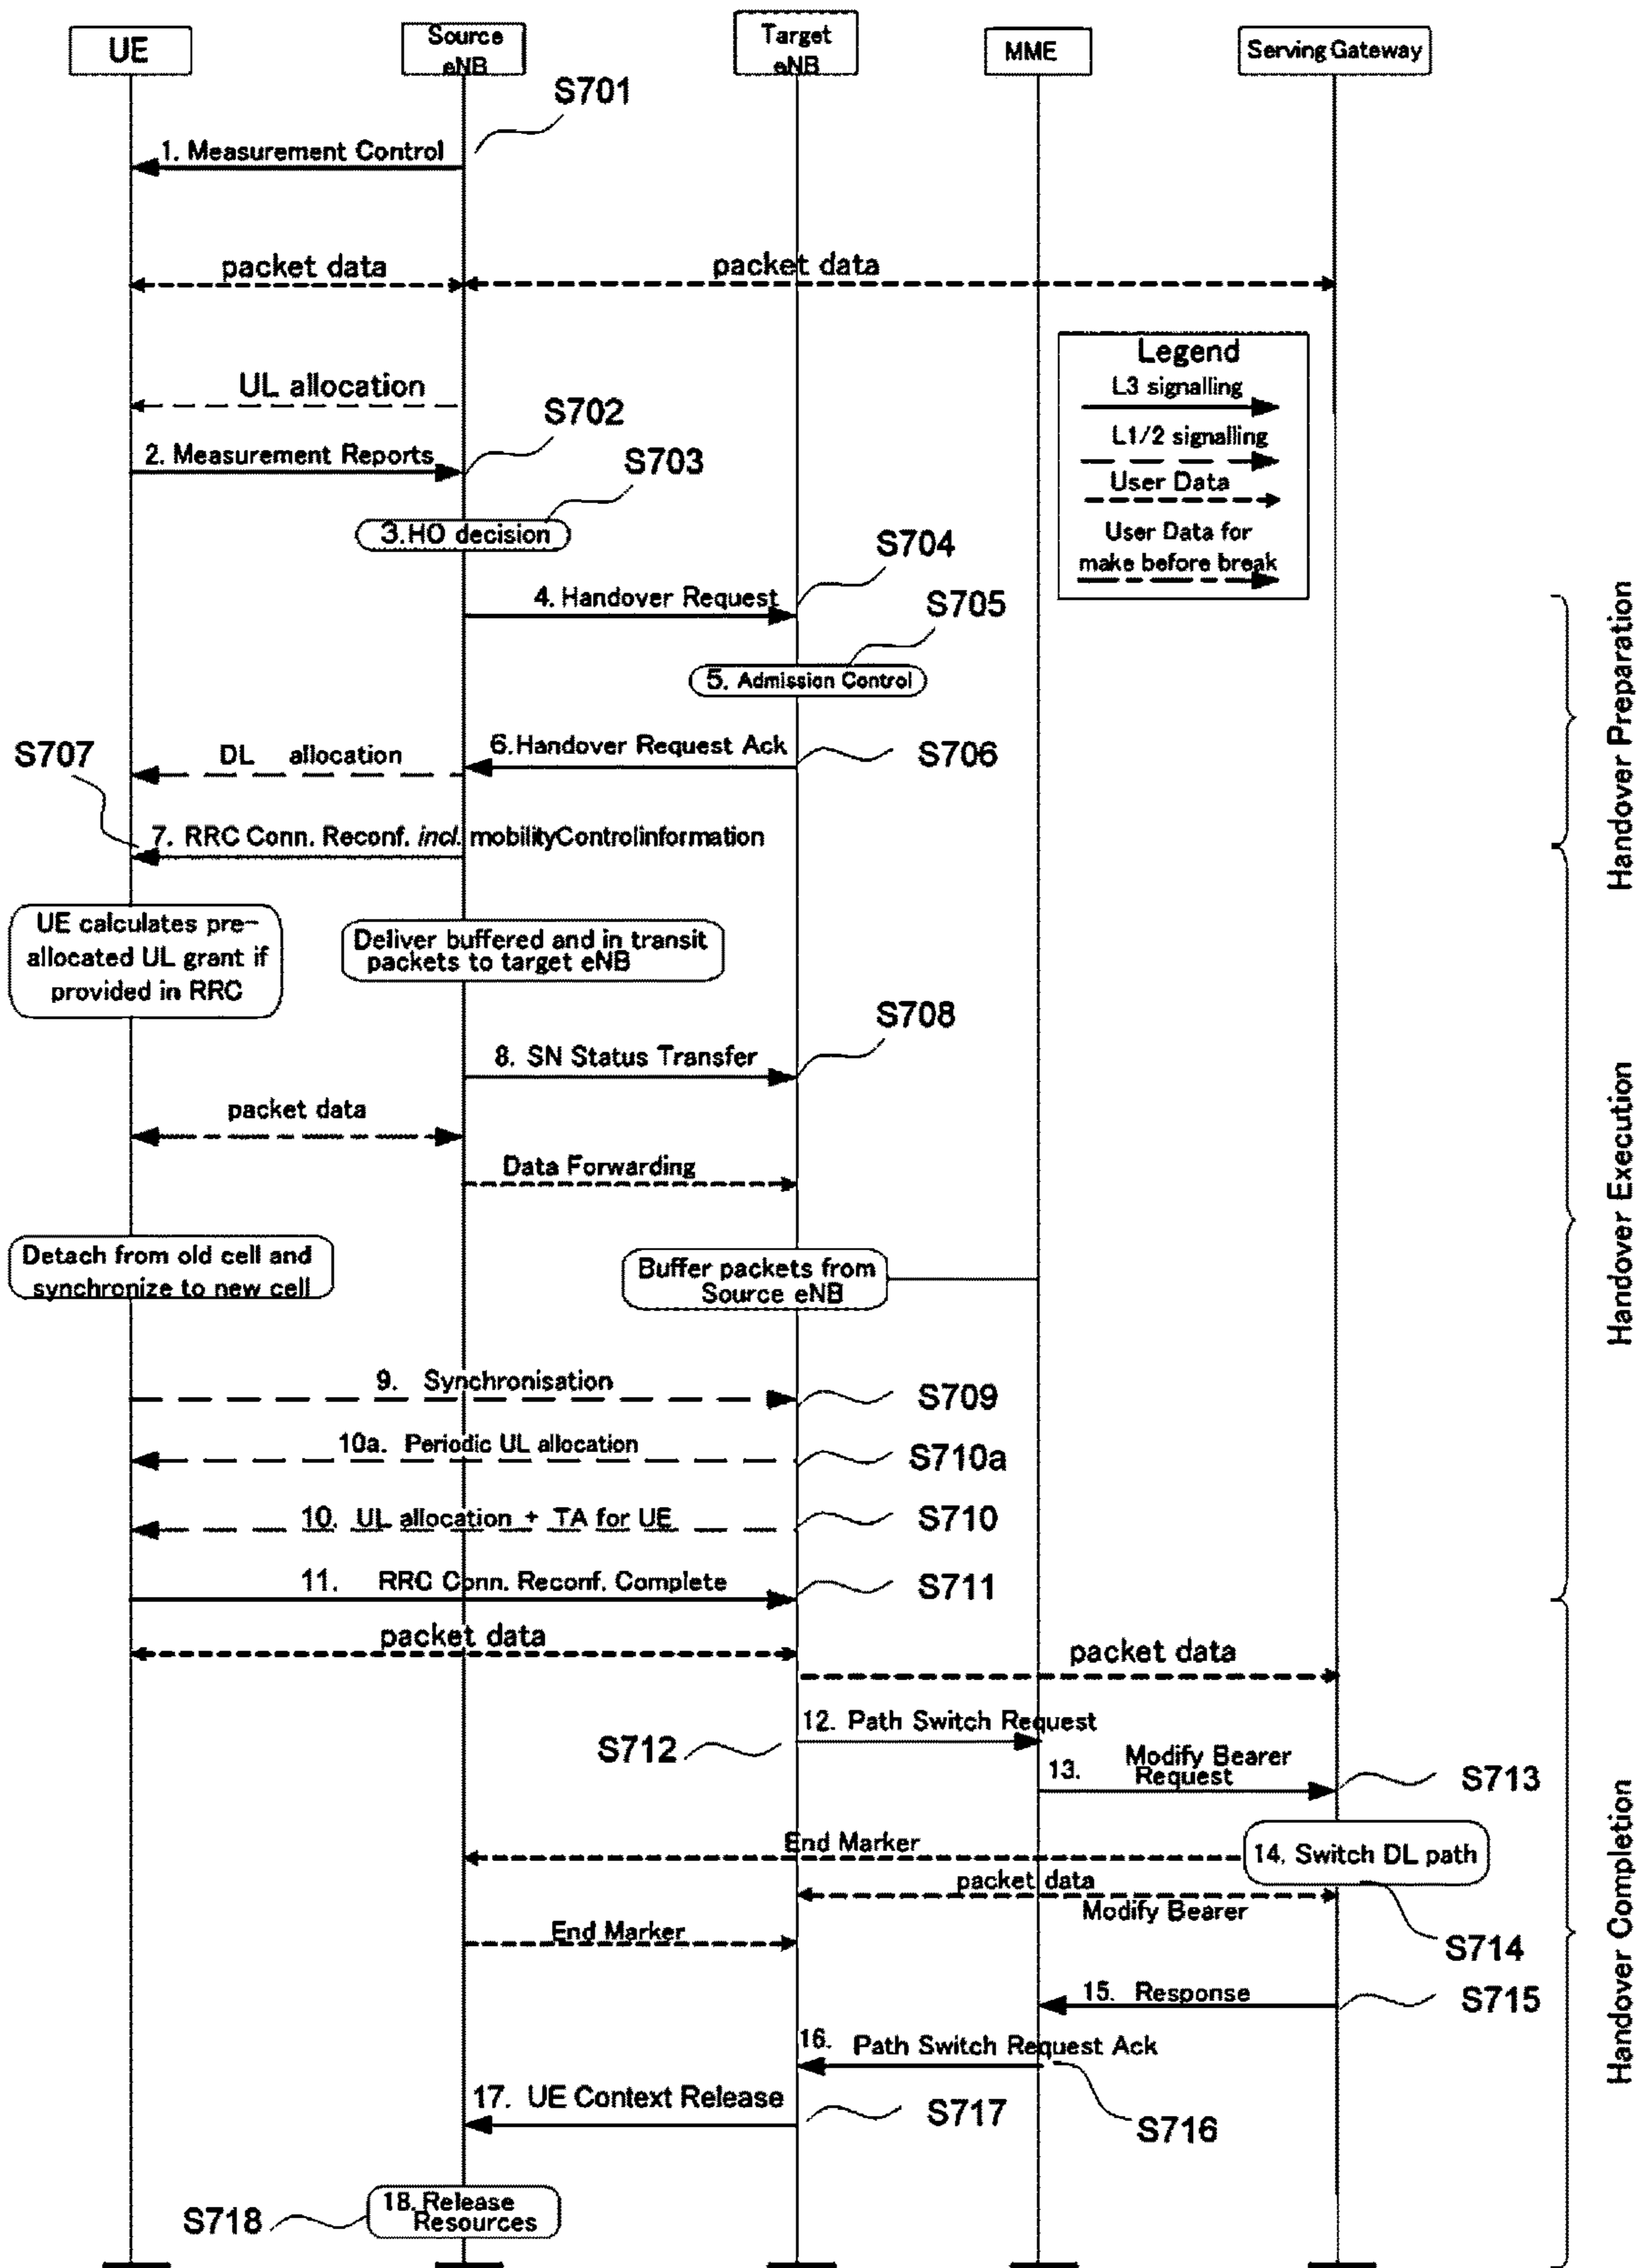 UE
Source
eNB
Target
eNB
MME
Serving Gateway
S701
1. Measurement Control
packet data
packet data
Legend
L3 signalling
L1/2 signalling
User Data
User Data for
make before break
UL allocation
S702
2. Measurement Reports
S703
3. HO decision
S704
4. Handover Request
S705
5. Admission Control
Handover Preparation
S707
DL allocation
6. Handover Request Ack
S706
7. RRC Conn. Reconf. incl. mobilityControlinformation
UE calculates pre-
allocated UL grant if
provided in RRC
Deliver buffered and in transit
packets to target eNB
S708
8. SN Status Transfer
packet data
Data Forwarding
Handover Execution
Detach from old cell and
synchronize to new cell
Buffer packets from
Source eNB
9. Synchronisation
S709
10a. Periodic UL allocation
S710a
10. UL allocation + TA for UE
S710
11. RRC Conn. Reconf. Complete
S711
packet data
packet data
12. Path Switch Request
S712
13. Modify Bearer
Request
S713
End Marker
14. Switch DL path
packet data
Modify Bearer
End Marker
S714
Handover Completion
15. Response
S715
16. Path Switch Request Ack
17. UE Context Release
S717
S716
18. Release
Resources
S718